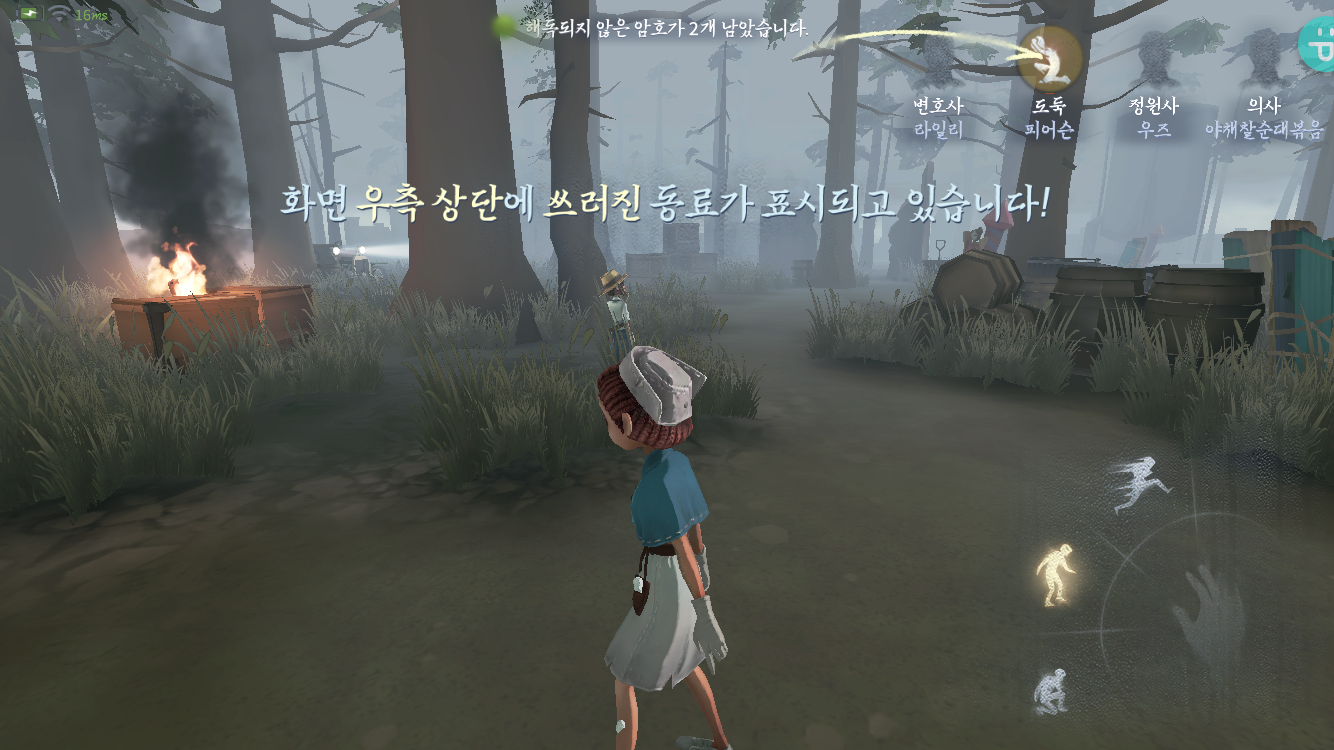 16ms
해독되지 않은 암호가 2개 남았습니다.
변호사 도둑 정원사 의사
라일리 피어슨 우즈 야채찰순대볶음
화면 우측 상단에 쓰러진 동료가 표시되고 있습니다!